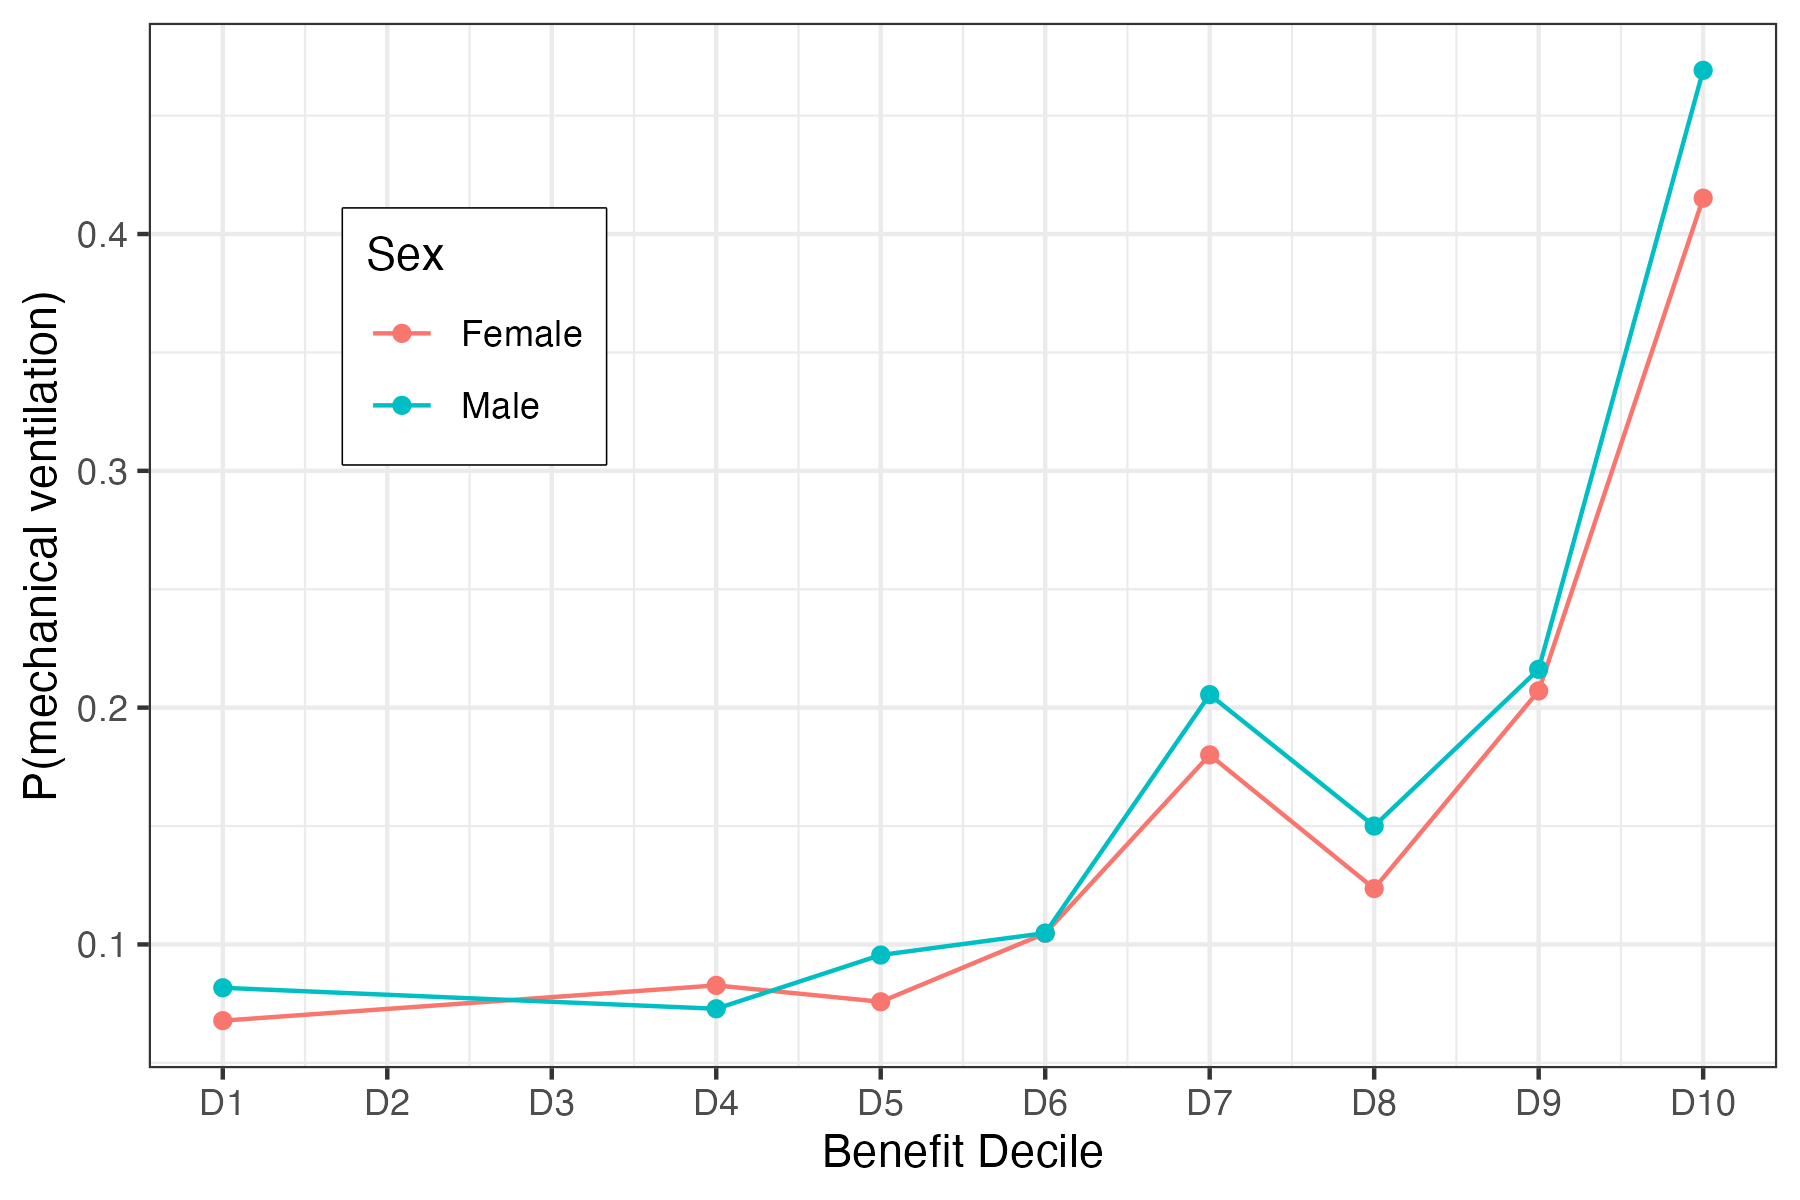 P(mechanical ventilation)
0.4
0.3
0.2
0.1
Sex
Female
Male
D1 D2 D3 D4 D5 D6 D7 D8 D9 D10
Benefit Decile